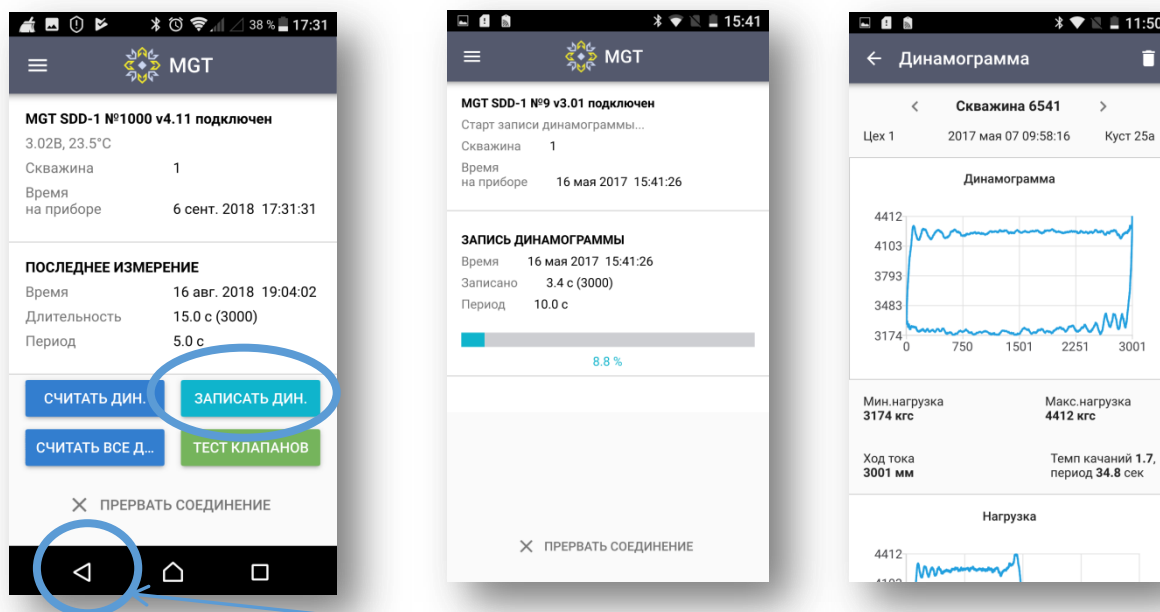 38 % 17:31
MGT
MGT SDD-1 №1000 v4.11 подключен
3.02В, 23.5°C
Скважина 1
Время
на приборе 6 сент. 2018 17:31:31
ПОСЛЕДНЕЕ ИЗМЕРЕНИЕ
Время 16 авг. 2018 19:04:02
Длительность 15.0 с (3000)
Период 5.0 с
СЧИТАТЬ ДИН. ЗАПИСАТЬ ДИН.
СЧИТАТЬ ВСЕ Д... ТЕСТ КЛАПАНОВ
ПРЕРВАТЬ СОЕДИНЕНИЕ
15:41
MGT
MGT SDD-1 №9 v3.01 подключен
Старт записи динамограммы...
Скважина 1
Время
на приборе 16 мая 2017 15:41:26
ЗАПИСЬ ДИНАМОГРАММЫ
Время 16 мая 2017 15:41:26
Записано 3.4 с (3000)
Период 10.0 с
8.8 %
ПРЕРВАТЬ СОЕДИНЕНИЕ
11:50
Динамограмма
Скважина 6541
Цех 1 2017 мая 07 09:58:16 Куст 25а
Динамограмма
4412
4103
3793
3483
3174
0 750 1501 2251 3001
Мин.нагрузка Макс.нагрузка
3174 кгс 4412 кгс
Ход тока Темп качаний 1.7,
3001 мм период 34.8 сек
Нагрузка
4412